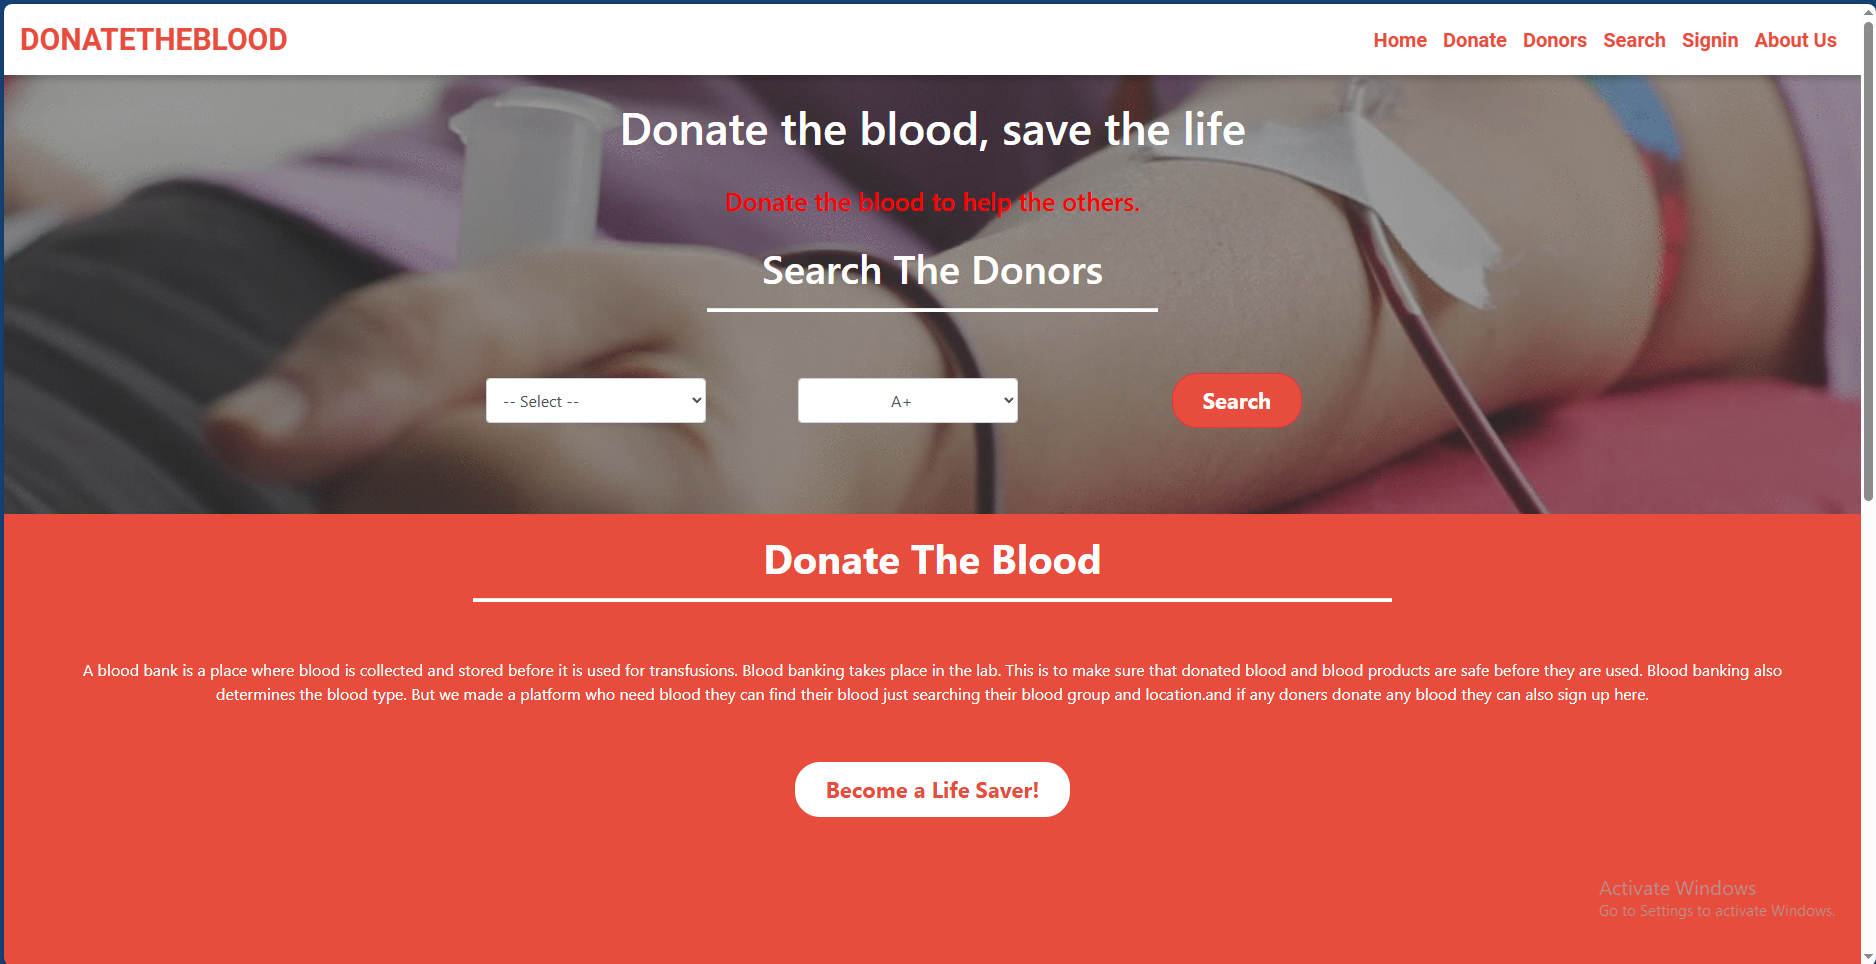 DONATETHEBLOOD
Home Donate Donors Search Signin About Us
Donate the blood, save the life
Donate the blood to help the others.
Search The Donors
-- Select --
A+
Search
Donate The Blood
A blood bank is a place where blood is collected and stored before it is used for transfusions. Blood banking takes place in the lab. This is to make sure that donated blood and blood products are safe before they are used. Blood banking also
determines the blood type. But we made a platform who need blood they can find their blood just searching their blood group and location.and if any doners donate any blood they can also sign up here.
Become a Life Saver!
Activate Windows
Go to Settings to activate Windows.